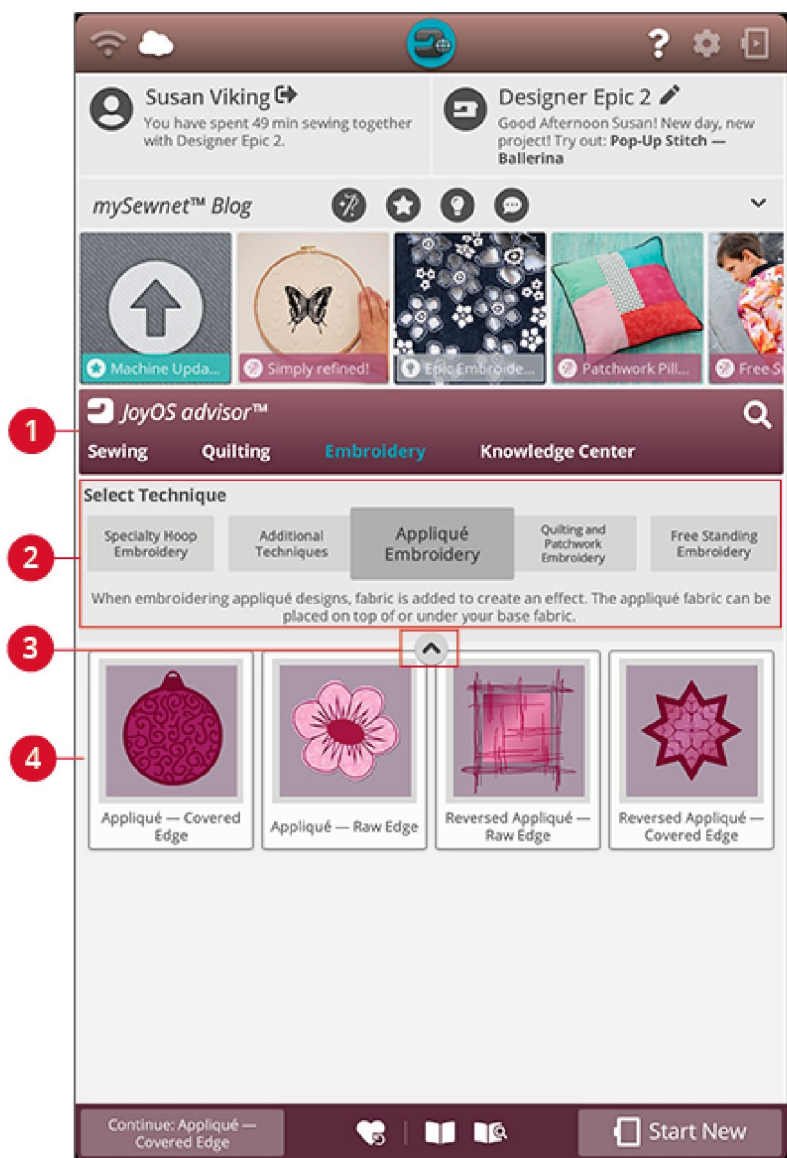 Susan Viking
You have spent 49 min sewing together
with Designer Epic 2.
Designer Epic 2
Good Afternoon Susan! New day, new
project! Try out: Pop-Up Stitch —
Ballerina
mySewnet™ Blog
Machine Upda...
Simply refined!
Epic Embroide...
Patchwork Pill...
Free S
1
JoyOS advisor™
Sewing
Quilting
Embroidery
Knowledge Center
2
Select Technique
Specialty Hoop
Embroidery
Additional
Techniques
Appliqué
Embroidery
Quilting and
Patchwork
Embroidery
Free Standing
Embroidery
When embroidering appliqué designs, fabric is added to create an effect. The appliqué fabric can be
placed on top of or under your base fabric.
3
4
Appliqué — Covered
Edge
Appliqué — Raw Edge
Reversed Appliqué —
Raw Edge
Reversed Appliqué —
Covered Edge
Continue: Appliqué —
Covered Edge
Start New